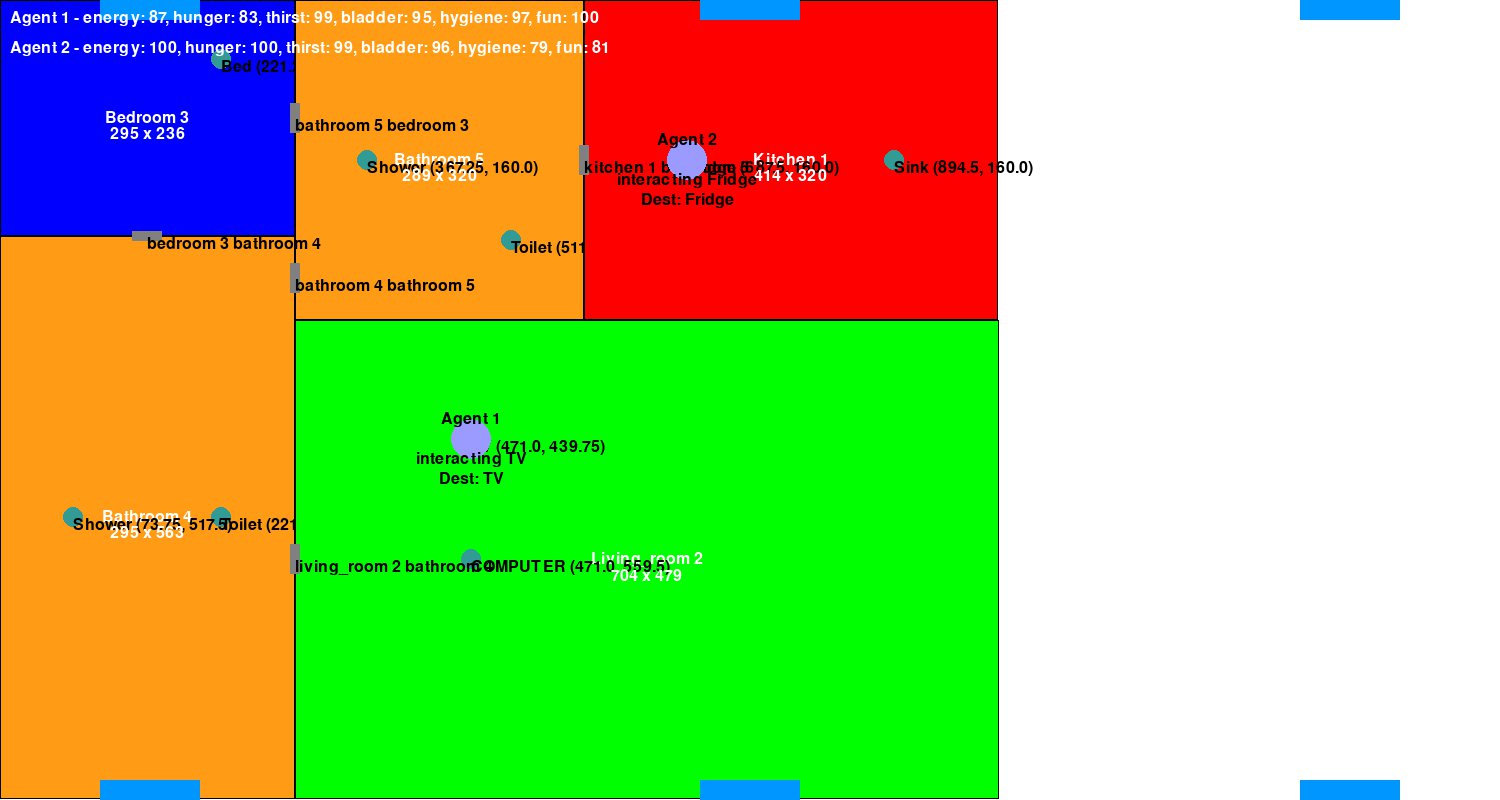 Agent 1 - energy: 87, hunger: 83, thirst: 99, bladder: 95, hygiene: 97, fun: 100
Agent 2 - energy: 100, hunger: 100, thirst: 99, bladder: 96, hygiene: 79, fun: 81
Bed (221.
Bedroom 3
295 x 236
bathroom 5 bedroom 3
Agent 2
Bathroom 5
Shower (367.25, 160.0)
289 x 320
kitchen 1
160.0)
Kitchen 1
414 x 320
Sink (894.5, 160.0)
interacting Fridge
Dest: Fridge
bedroom 3 bathroom 4
Toilet (511
bathroom 4 bathroom 5
Agent 1
(471.0, 439.75)
interacting TV
Dest: TV
Bathroom 4
Shower (73.75, 517.5)
Toilet (221
295 x 563
living_room 2 bathroom 4
COMPUTER (471.0, 559.5)
Living_room 2
704 x 479